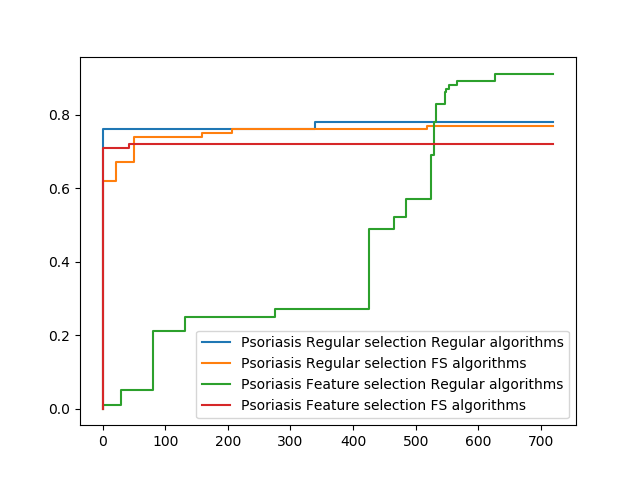 0.8
0.6
0.4
0.2
0.0
Psoriasis Regular selection Regular algorithms
Psoriasis Regular selection FS algorithms
Psoriasis Feature selection Regular algorithms
Psoriasis Feature selection FS algorithms
0 100 200 300 400 500 600 700